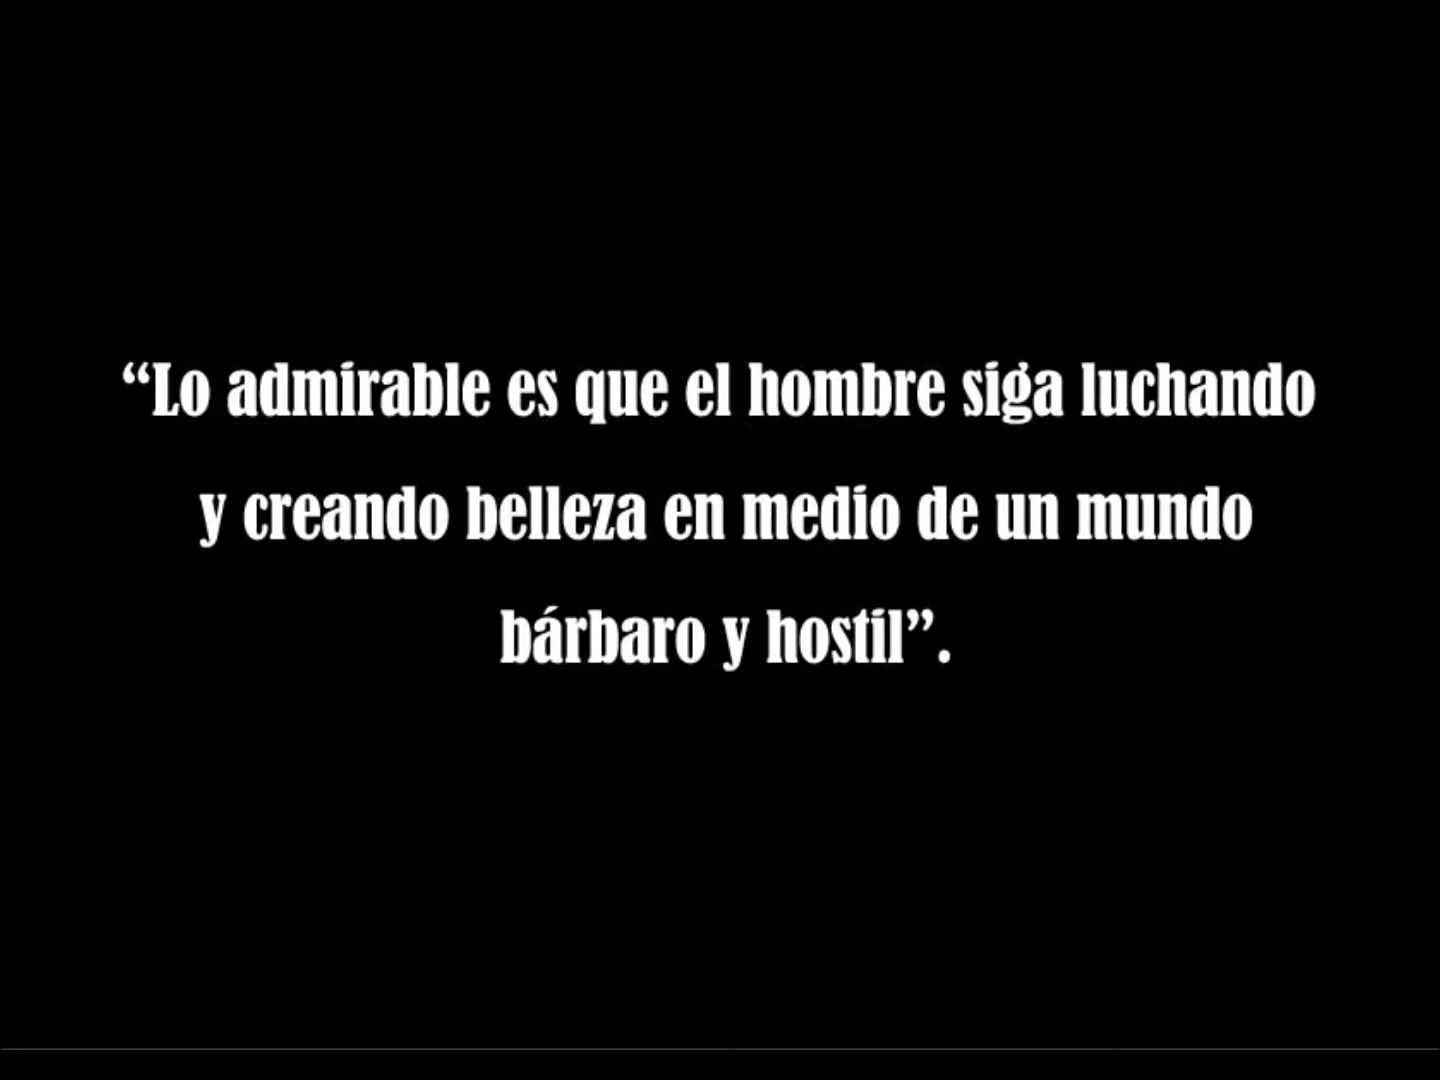 “Lo admirable es que el hombre siga luchando
y creando belleza en medio de un mundo
bárbaro y hostil”.